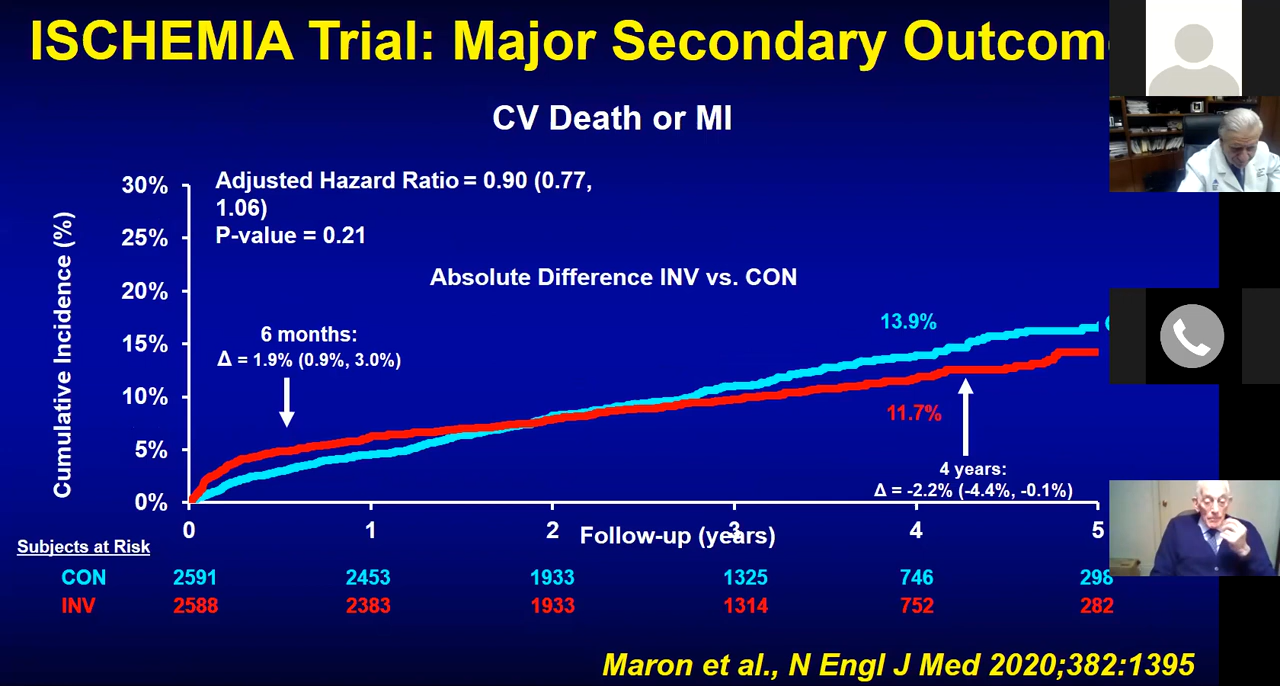 ISCHEMIA Trial: Major Secondary Outcom
CV Death or MI
Adjusted Hazard Ratio = 0.90 (0.77,
1.06)
P-value = 0.21
Absolute Difference INV vs. CON
Cumulative Incidence (%)
30%
25%
20%
15%
10%
5%
0%
6 months:
Δ = 1.9% (0.9%, 3.0%)
13.9%
11.7%
4 years:
Δ = -2.2% (-4.4%, -0.1%)
0 1 2 3 4 5
Follow-up (years)
Subjects at Risk
CON 2591 2453 1933 1325 746 298
INV 2588 2383 1933 1314 752 282
Maron et al., N Engl J Med 2020;382:1395